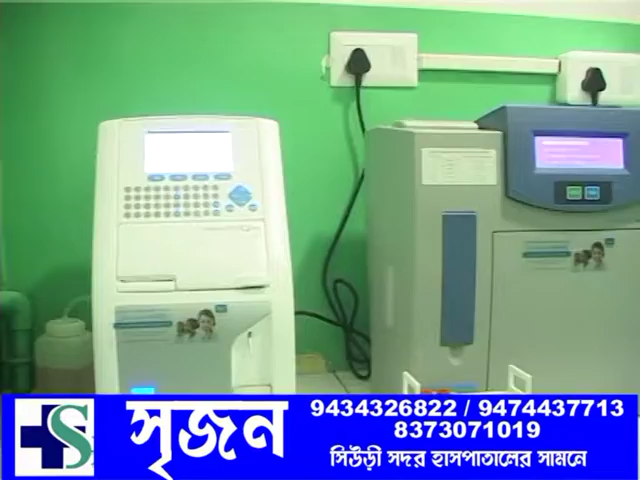 সৃজন
9434326822 / 9474437713
8373071019
সিউড়ী সদর হাসপাতালের সামনে